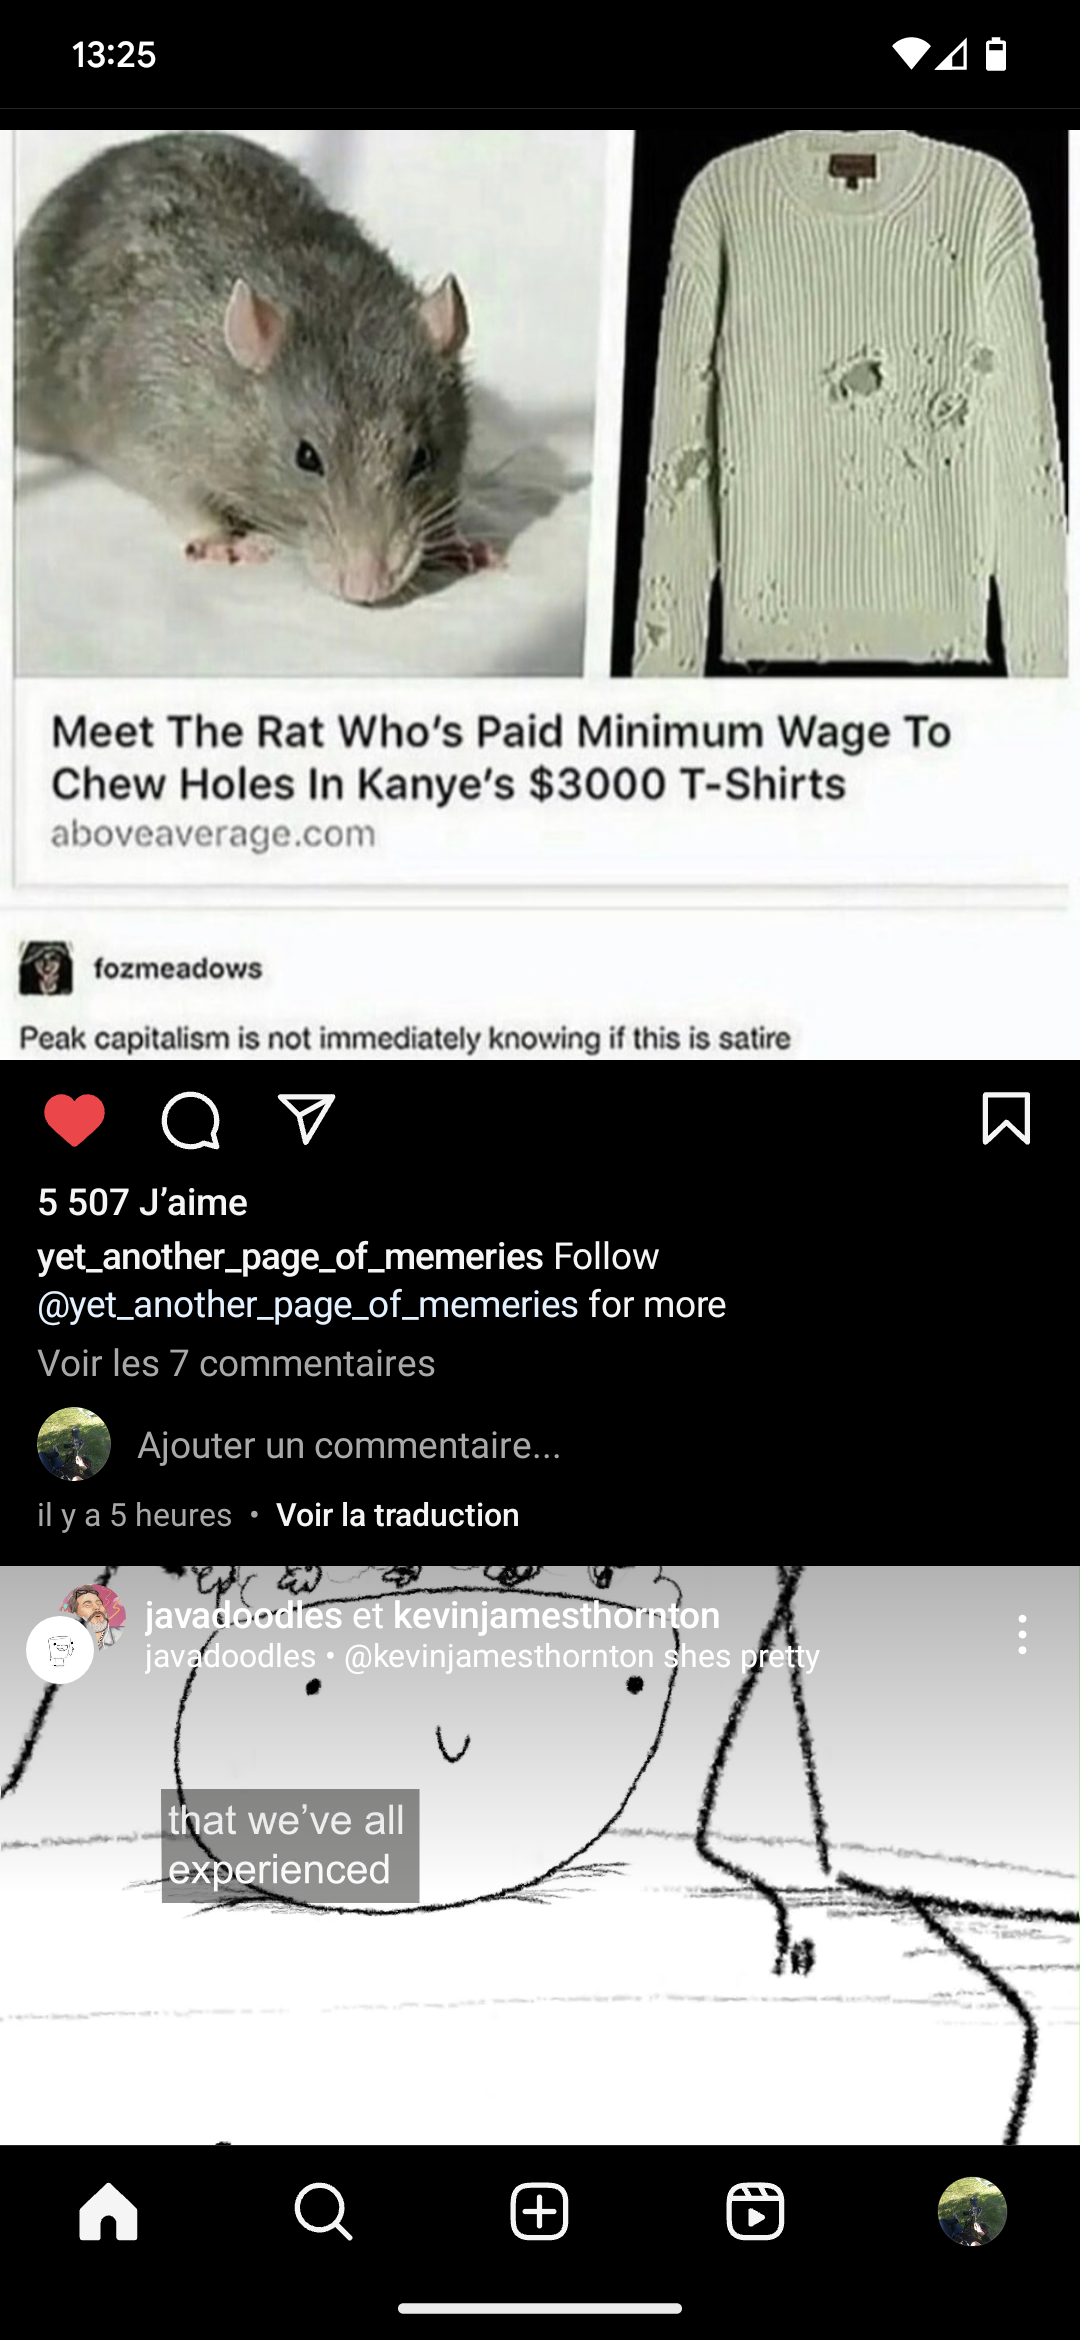 13:25
Meet The Rat Who's Paid Minimum Wage To
Chew Holes In Kanye's $3000 T-Shirts
aboveaverage.com
fozmeadows
Peak capitalism is not immediately knowing if this is satire
5 507 J’aime
yet_another_page_of_memeries Follow
@yet_another_page_of_memeries for more
Voir les 7 commentaires
Ajouter un commentaire...
il y a 5 heures • Voir la traduction
javadoodles et kevinjamesthornton
javadoodles • @kevinjamesthornton shes pretty
that we’ve all
experienced